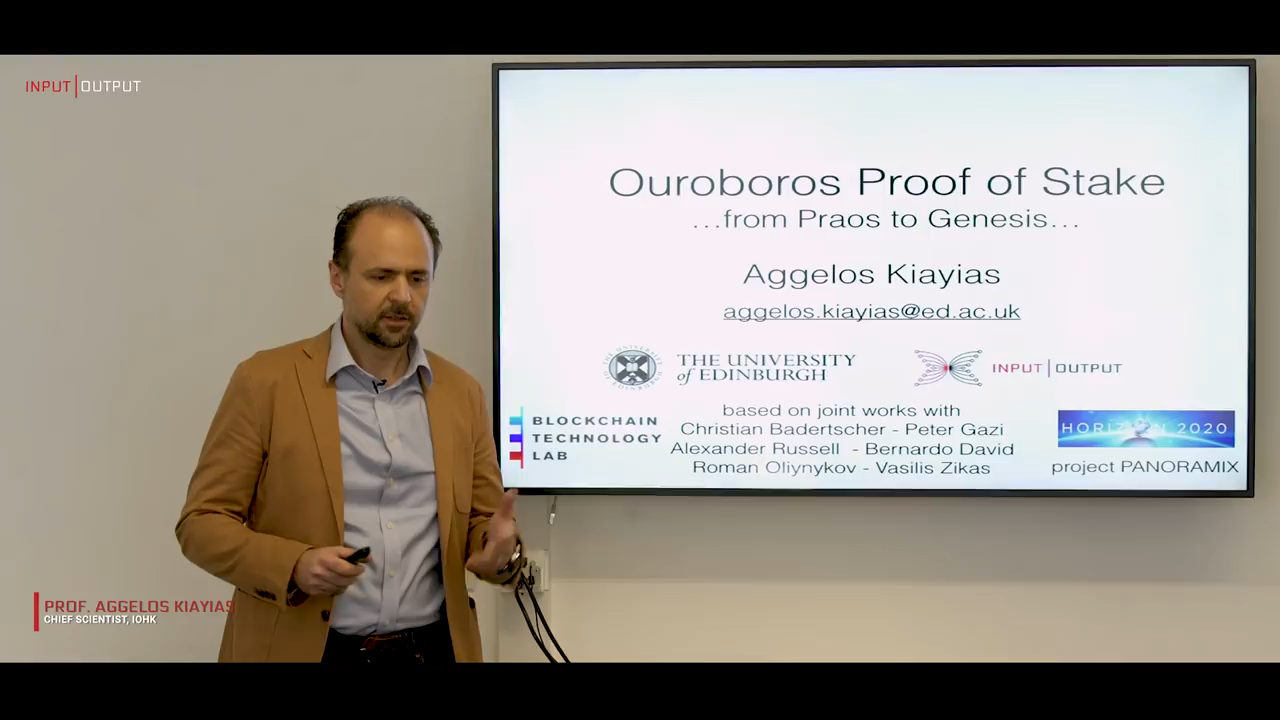 INPUT|OUTPUT
Ouroboros Proof of Stake
...from Praos to Genesis...
Aggelos Kiayias
aggelos.kiayias@ed.ac.uk
THE UNIVERSITY
of EDINBURGH
INPUT|OUTPUT
BLOCKCHAIN
TECHNOLOGY
LAB
based on joint works with
Christian Badertscher - Peter Gazi
Alexander Russell - Bernardo David
Roman Oliynykov - Vasilis Zikas
HORIZON 2020
project PANORAMIX
PROF. AGGELOS KIAYIAS
CHIEF SCIENTIST, IOHK